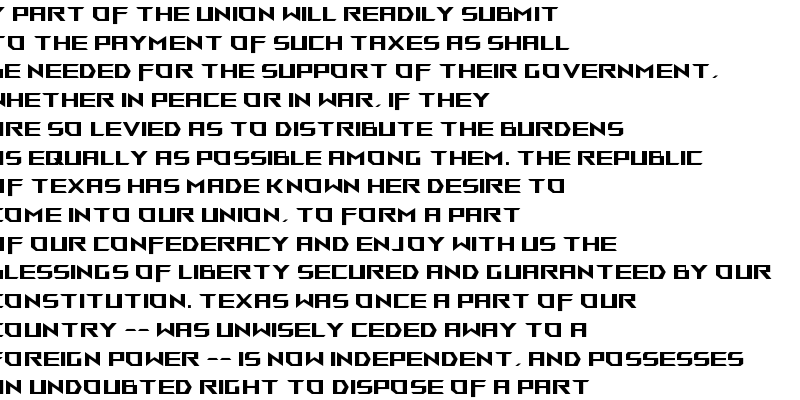 Y PART OF THE UNION WILL READILY SUBMIT
TO THE PAYMENT OF SUCH TAXES AS SHALL
BE NEEDED FOR THE SUPPORT OF THEIR GOVERNMENT,
WHETHER IN PEACE OR IN WAR, IF THEY
ARE SO LEVIED AS TO DISTRIBUTE THE BURDENS
AS EQUALLY AS POSSIBLE AMONG THEM. THE REPUBLIC
OF TEXAS HAS MADE KNOWN HER DESIRE TO
COME INTO OUR UNION, TO FORM A PART
OF OUR CONFEDERACY AND ENJOY WITH US THE
BLESSINGS OF LIBERTY SECURED AND GUARANTEED BY OUR
CONSTITUTION. TEXAS WAS ONCE A PART OF OUR
COUNTRY -- WAS UNWISELY CEDED AWAY TO A
FOREIGN POWER -- IS NOW INDEPENDENT, AND POSSESSES
AN UNDOUBTED RIGHT TO DISPOSE OF A PART